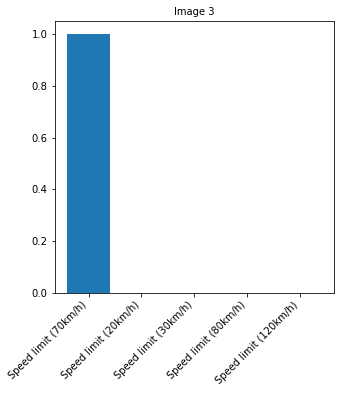 Image 3
1.0
0.8
0.6
0.4
0.2
0.0
Speed limit (70km/h)
Speed limit (20km/h)
Speed limit (30km/h)
Speed limit (80km/h)
Speed limit (120km/h)